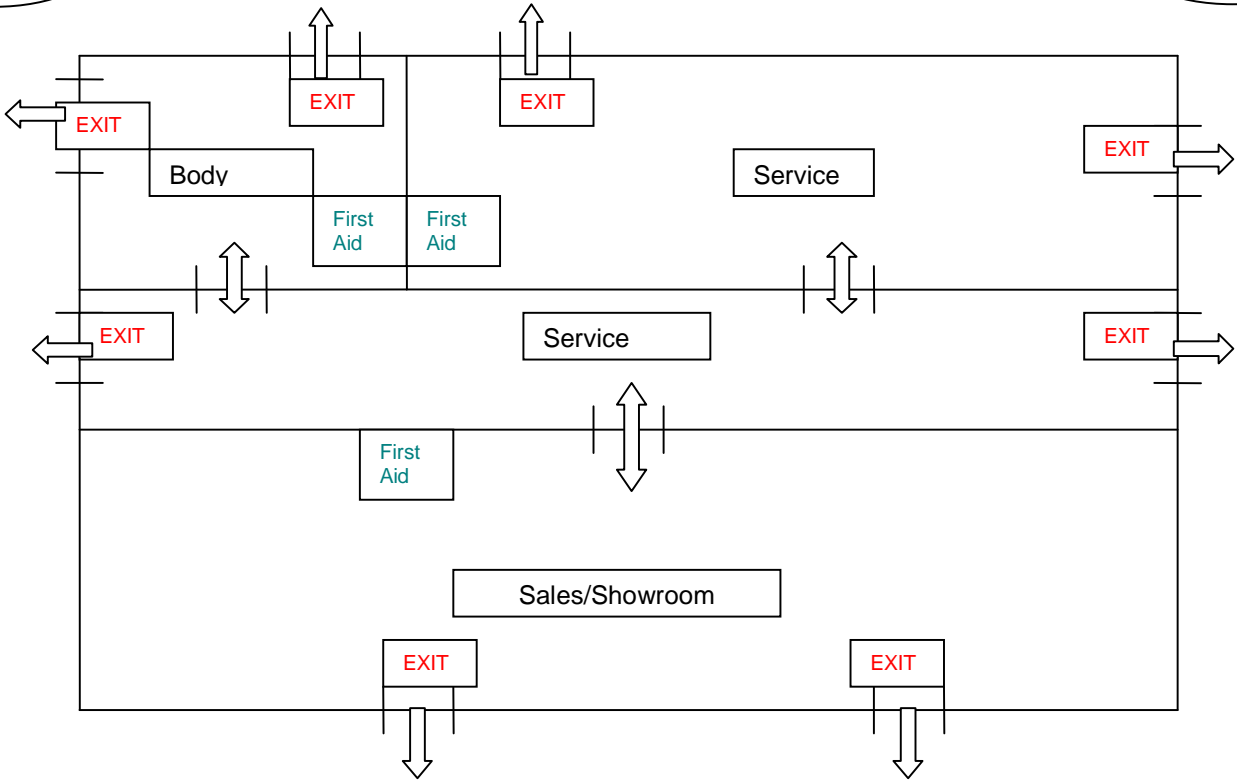 EXIT
EXIT
EXIT
EXIT
Body
Service
First
Aid
First
Aid
EXIT
Service
EXIT
First
Aid
Sales/Showroom
EXIT
EXIT